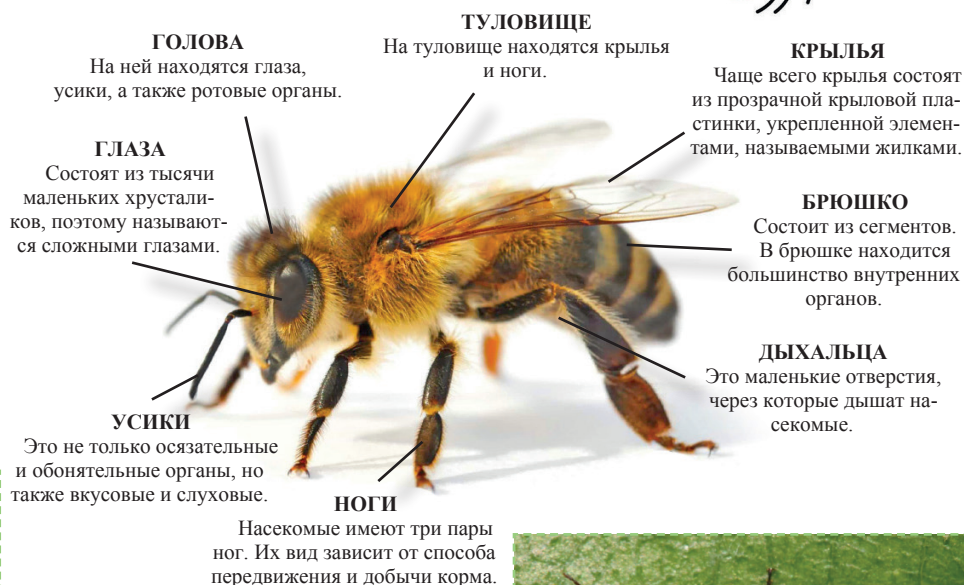 ТУЛОВИЩЕ
На туловище находятся крылья
и ноги.
ГОЛОВА
На ней находятся глаза,
усики, а также ротовые органы.
КРЫЛЬЯ
Чаще всего крылья состоят
из прозрачной крыловой пла-
стинки, укрепленной элемен-
тами, называемыми жилками.
ГЛАЗА
Состоят из тысячи
маленьких хрустали-
ков, поэтому называют-
ся сложными глазами.
БРЮШКО
Состоит из сегментов.
В брюшке находится
большинство внутренних
органов.
ДЫХАЛЬЦА
Это маленькие отверстия,
через которые дышат на-
секомые.
УСИКИ
Это не только осязательные
и обонятельные органы, но
также вкусовые и слуховые.
НОГИ
Насекомые имеют три пары
ног. Их вид зависит от способа
передвижения и добычи корма.